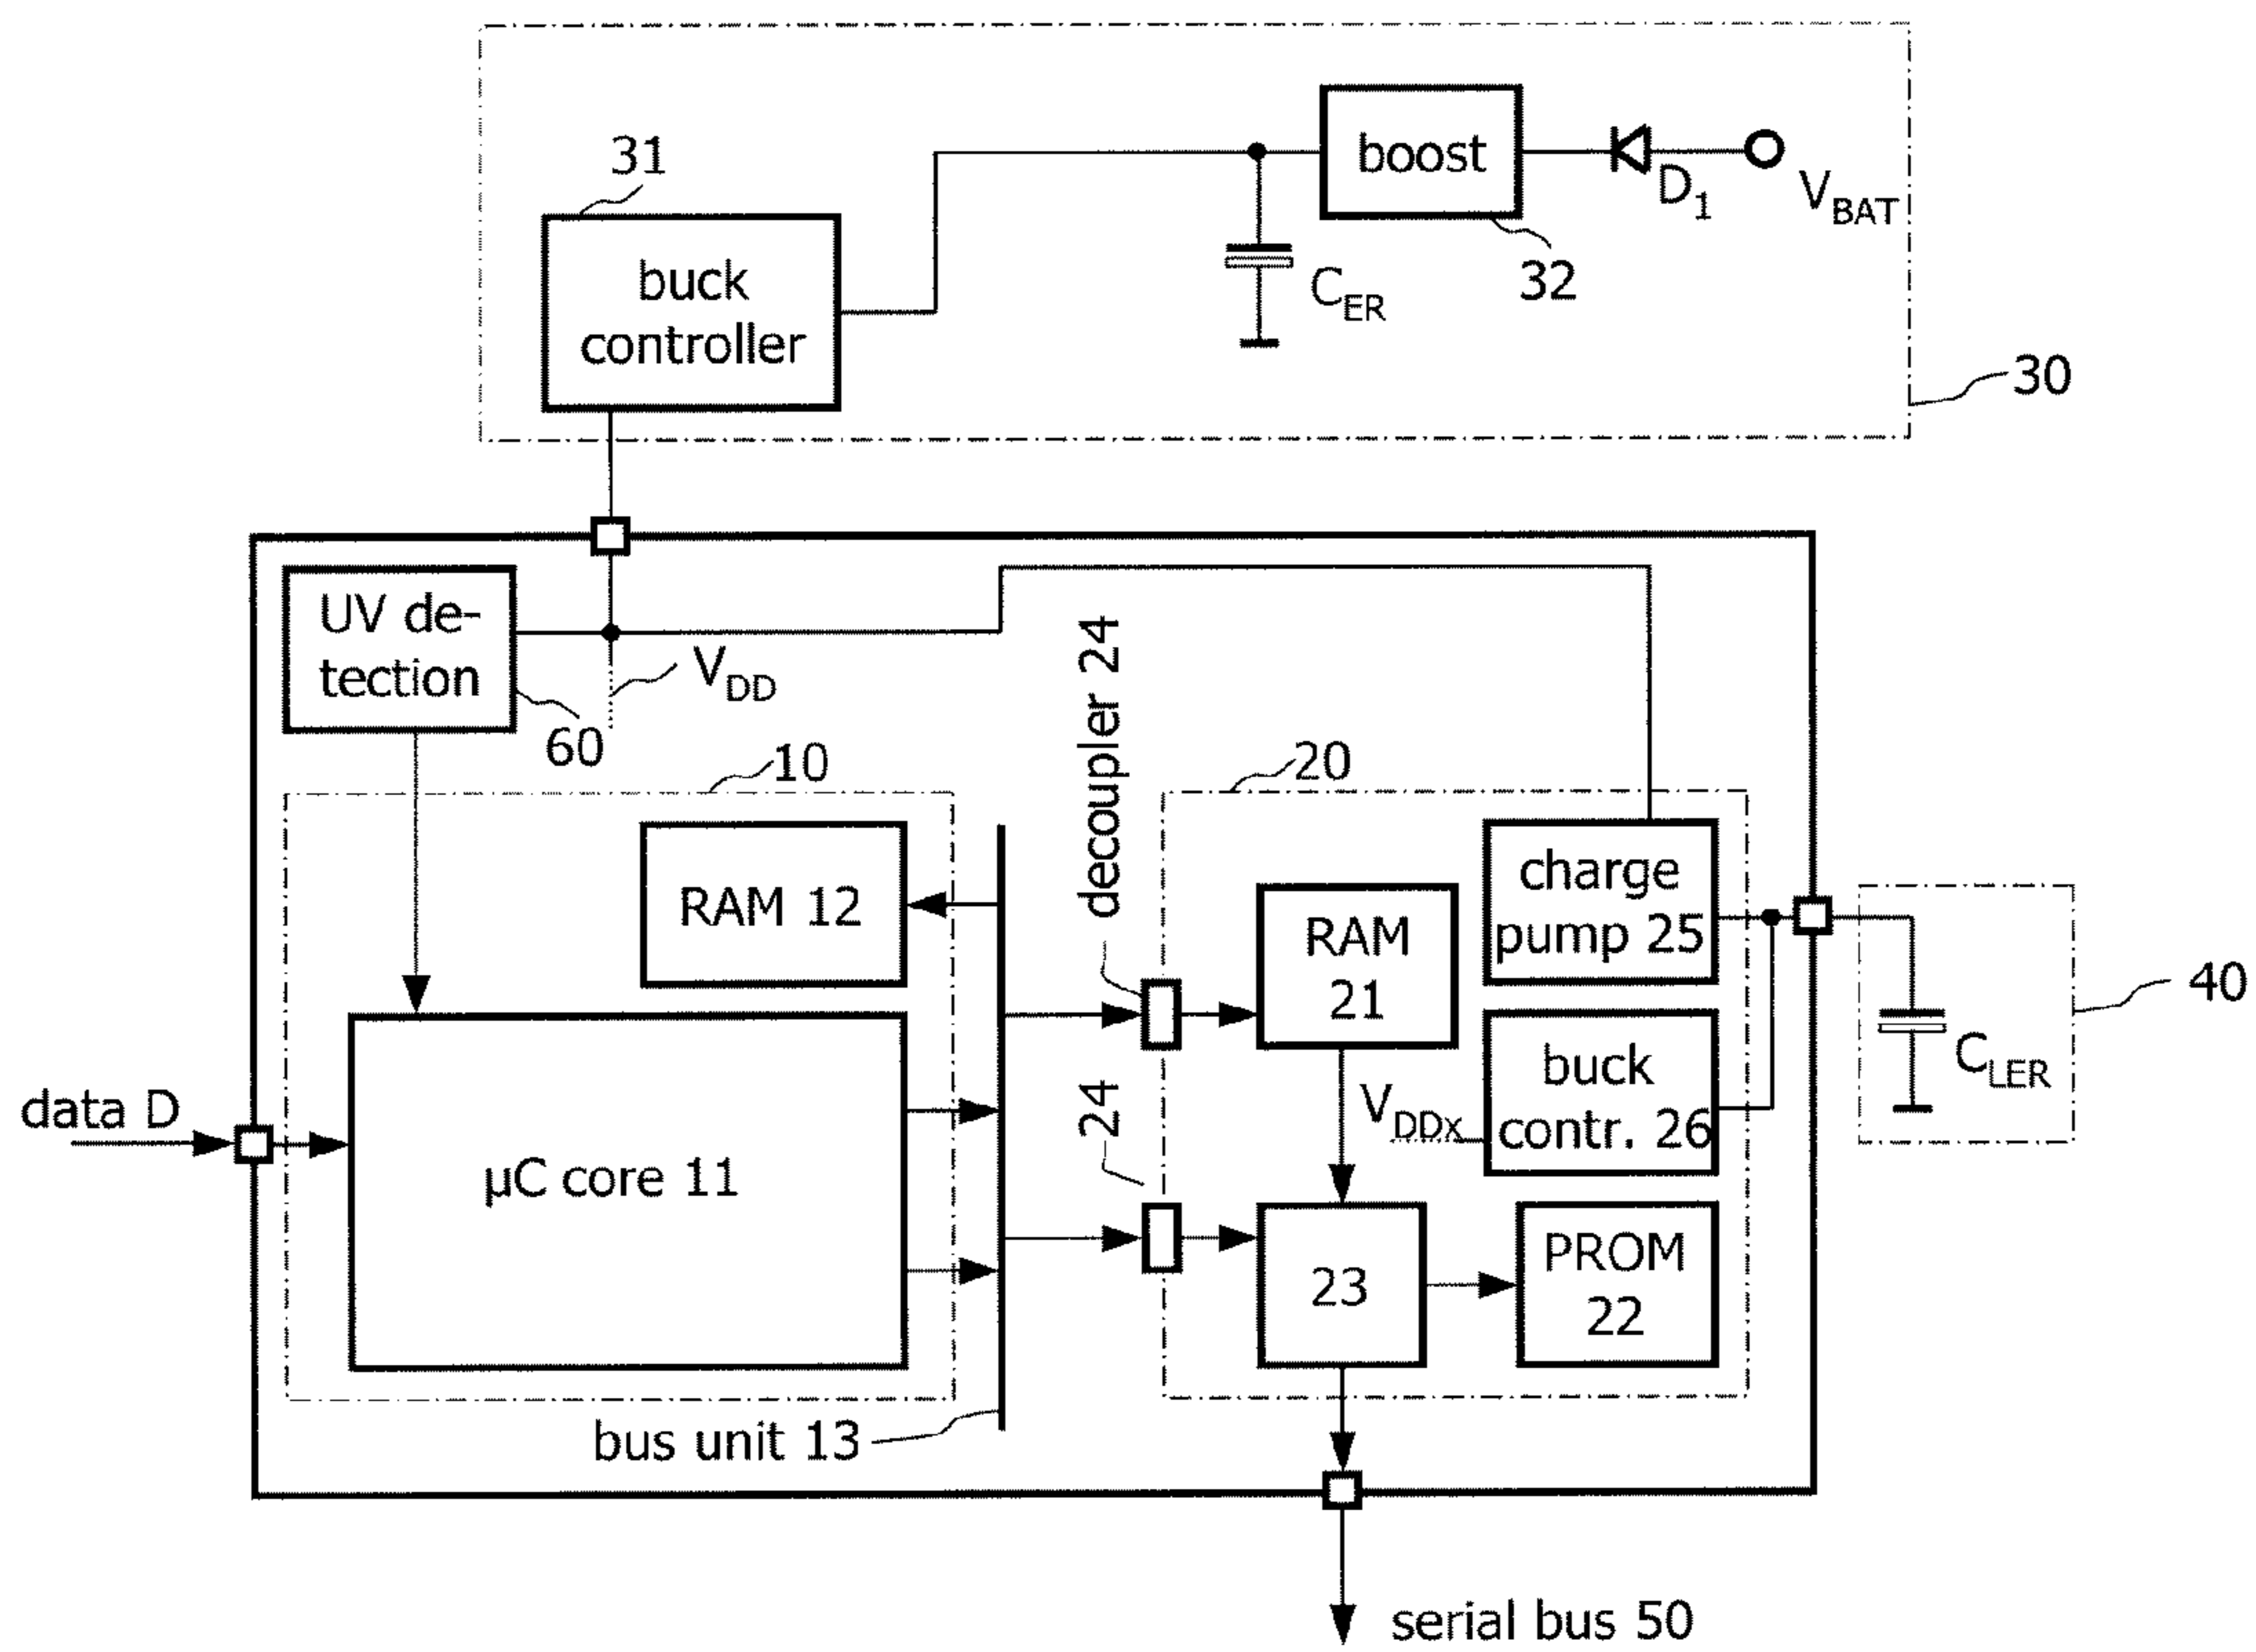 31
boost
D1
VBAT
buck
controller
CER
32
30
UV de-
tection
VDD
60
decoupler 24
10
20
RAM 12
charge
pump 25
RAM
21
40
buck
contr. 26
CLER
VDDx
24
data D
µC core 11
23
PROM
22
bus unit 13
serial bus 50